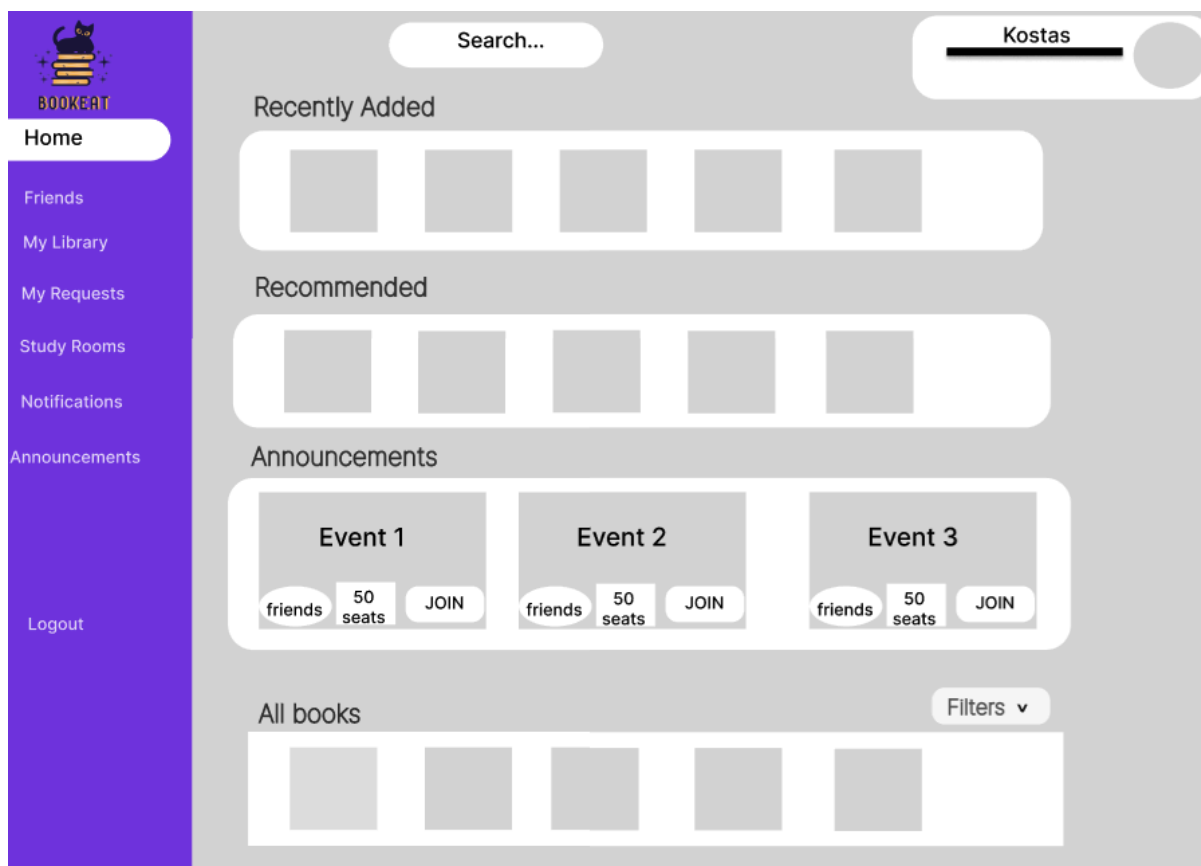 BOOKEAT
Search...
Kostas
Home
Friends
My Library
My Requests
Study Rooms
Notifications
Announcements
Logout
Recently Added
Recommended
Announcements
Event 1
friends
50
seats
JOIN
Event 2
friends
50
seats
JOIN
Event 3
friends
50
seats
JOIN
All books
Filters v